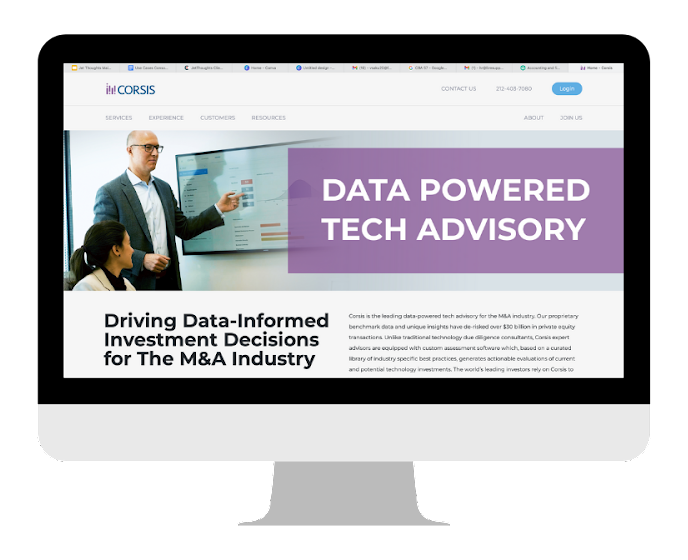 CORSIS
CONTACT US 212-403-7080 Login
SERVICES EXPERIENCE CUSTOMERS RESOURCES ABOUT JOIN US
DATA POWERED
TECH ADVISORY
Driving Data-Informed
Investment Decisions
for The M&A Industry
Corsis is the leading data-powered tech advisory for the M&A industry. Our proprietary
benchmark data and unique insights have de-risked over $30 billion in private equity
transactions. Unlike traditional technology due diligence consultants, Corsis expert
advisors are equipped with custom assessment software which, based on a curated
library of industry specific best practices, generates actionable evaluations of current
and potential technology investments. The world's leading investors rely on Corsis to